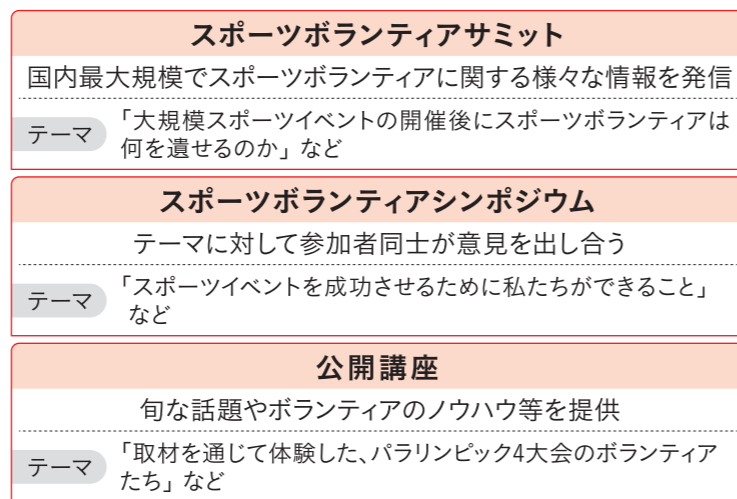 スポーツボランティアサミット
国内最大規模でスポーツボランティアに関する様々な情報を発信
テーマ 「大規模スポーツイベントの開催後にスポーツボランティアは
何を遺せるのか」など
スポーツボランティアシンポジウム
テーマに対して参加者同士が意見を出し合う
テーマ 「スポーツイベントを成功させるために私たちができること」
など
公開講座
旬な話題やボランティアのノウハウ等を提供
テーマ 「取材を通じて体験した、パラリンピック4大会のボランティア
たち」など